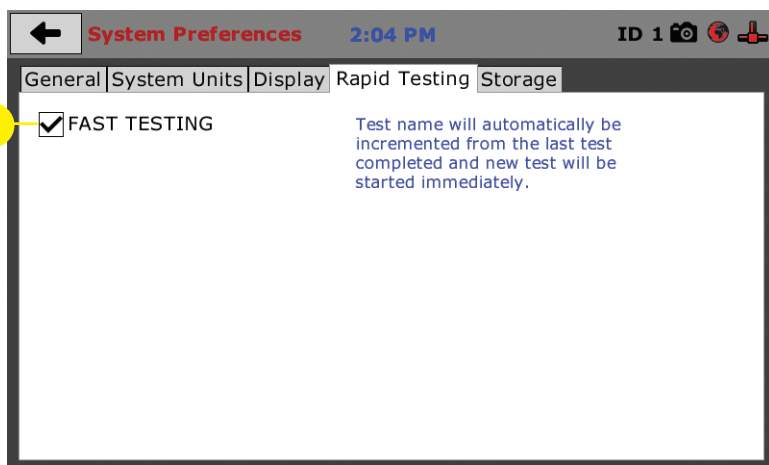 System Preferences 2:04 PM ID 1
General System Units Display Rapid Testing Storage
FAST TESTING
Test name will automatically be
incremented from the last test
completed and new test will be
started immediately.